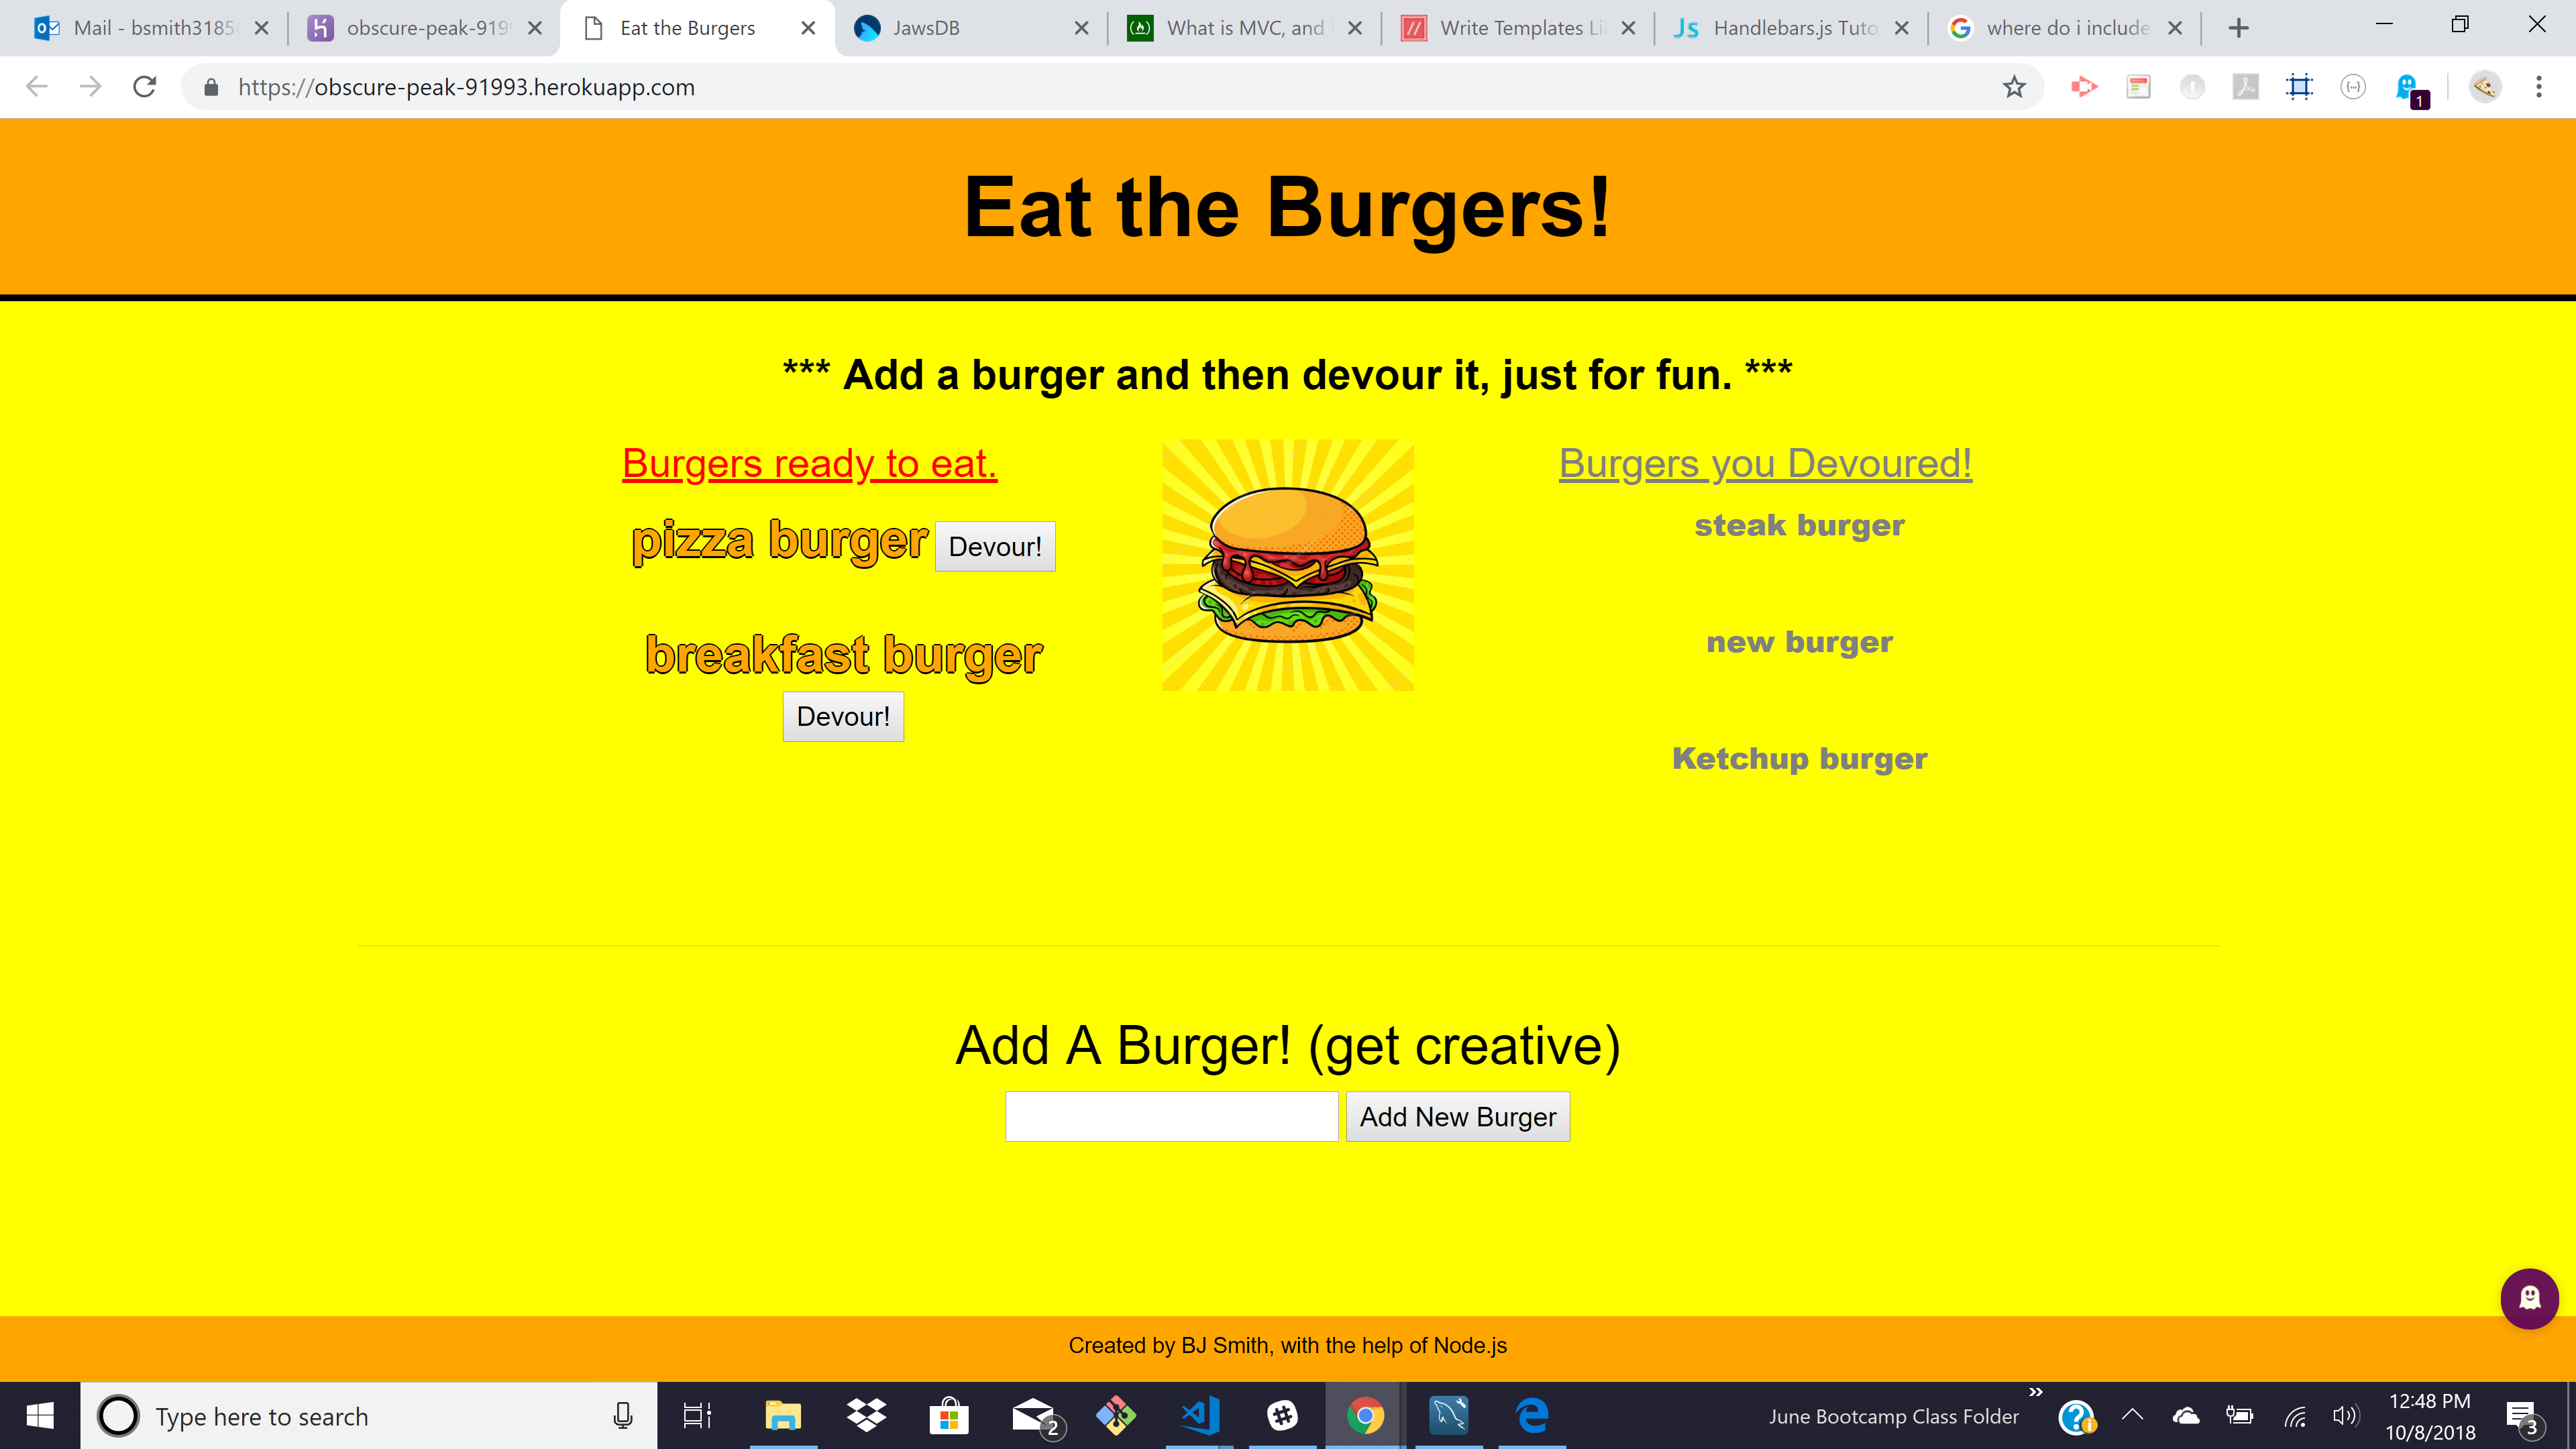 Mail - bsmith3185
obscure-peak-919
Eat the Burgers
JawsDB
What is MVC, and
Write Templates Li
Handlebars.js Tuto
where do i include
https://obscure-peak-91993.herokuapp.com
1
Eat the Burgers!
*** Add a burger and then devour it, just for fun. ***
Burgers ready to eat.
pizza burger Devour!
breakfast burger
Devour!
Burgers you Devoured!
steak burger
new burger
Ketchup burger
Add A Burger! (get creative)
Add New Burger
Created by BJ Smith, with the help of Node.js
Type here to search
2
June Bootcamp Class Folder
12:48 PM
10/8/2018
3